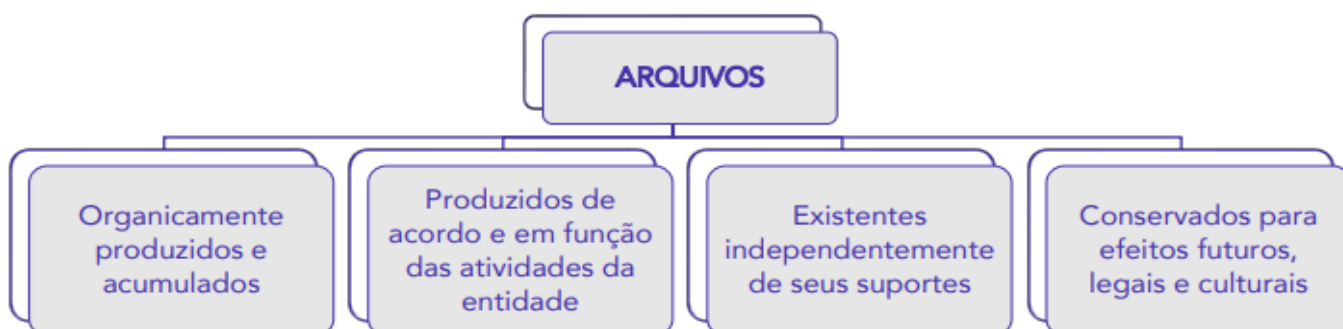 ARQUIVOS
Organicamente
produzidos e
acumulados
Produzidos de
acordo e em função
das atividades da
entidade
Existentes
independentemente
de seus suportes
Conservados para
efeitos futuros,
legais e culturais